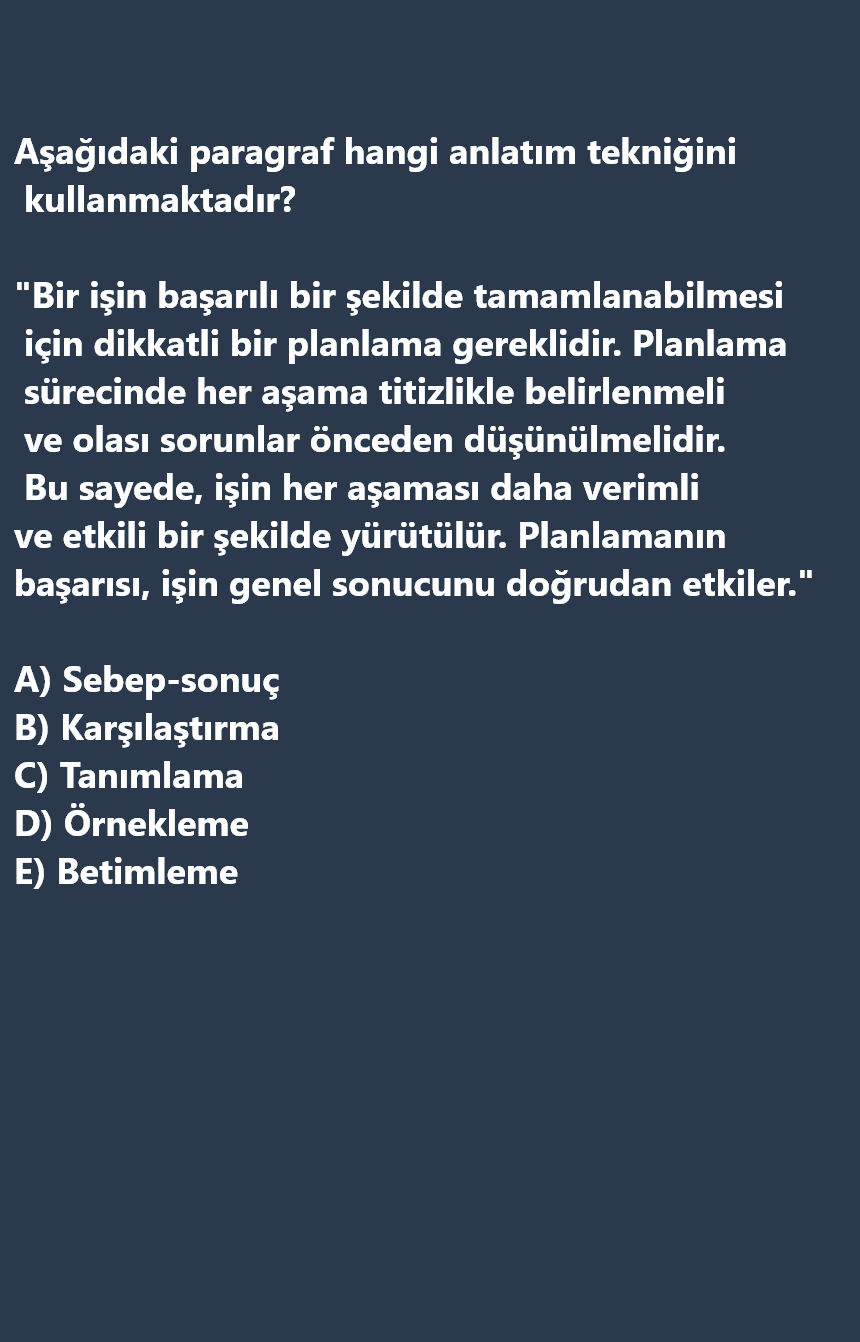 Aşağıdaki paragraf hangi anlatım tekniğini
kullanmaktadır?
"Bir işin başarılı bir şekilde tamamlanabilmesi
için dikkatli bir planlama gereklidir. Planlama
sürecinde her aşama titizlikle belirlenmeli
ve olası sorunlar önceden düşünülmelidir.
Bu sayede, işin her aşaması daha verimli
ve etkili bir şekilde yürütülür. Planlamanın
başarısı, işin genel sonucunu doğrudan etkiler."
A) Sebep-sonuç
B) Karşılaştırma
C) Tanımlama
D) Örnekleme
E) Betimleme